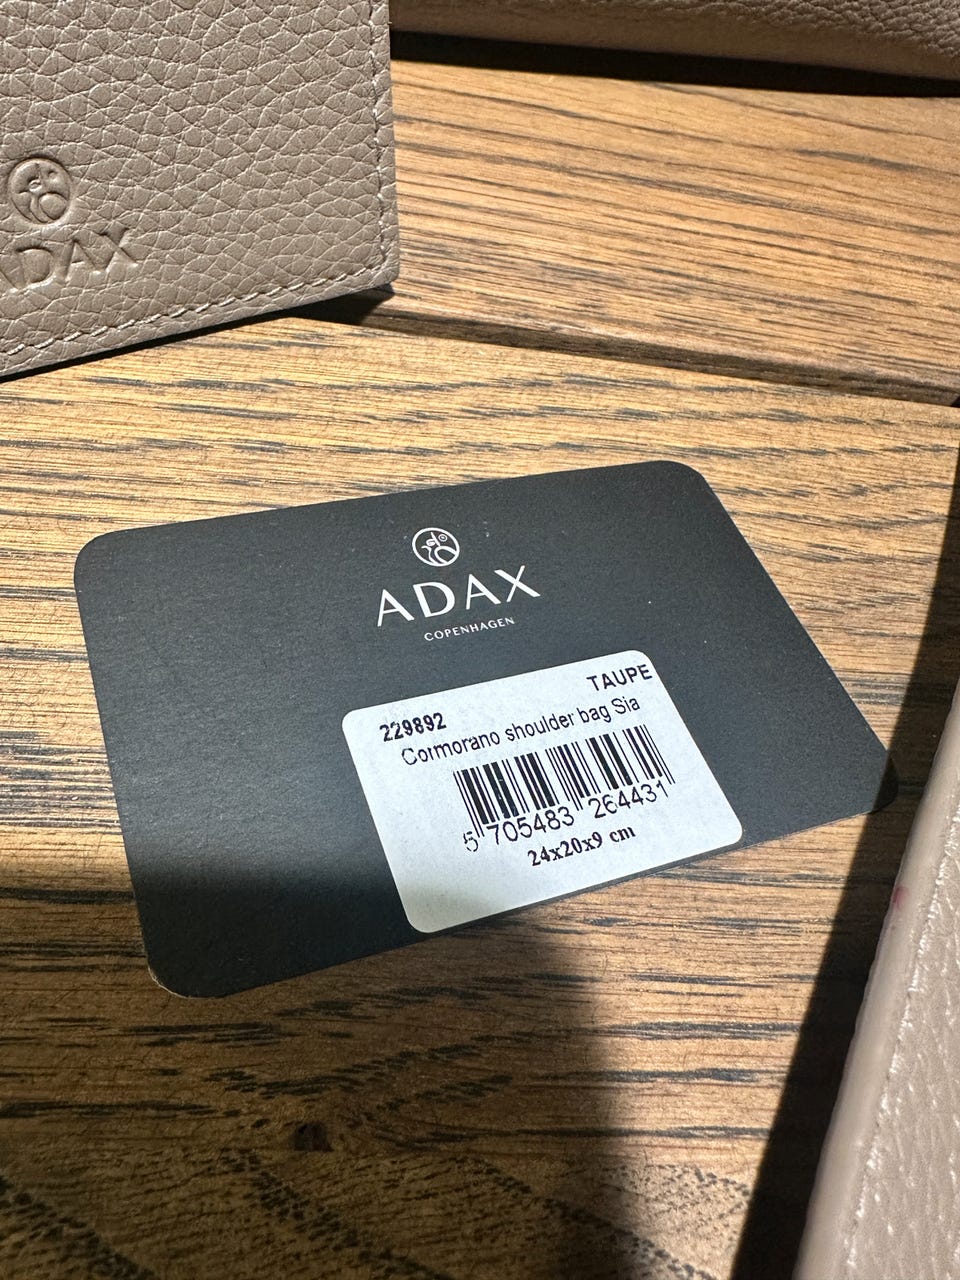 ADAX
ADAX
COPENHAGEN
229892 TAUPE
Cormorano shoulder bag Sia
5 705483 264431
24x20x9 cm